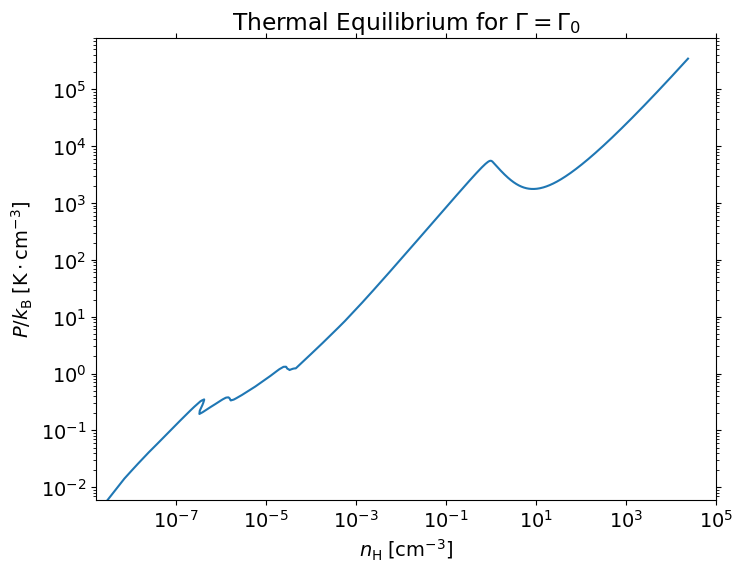 Thermal Equilibrium for Γ = Γ₀
10⁵
10⁴
10³
10²
10¹
10⁰
10⁻¹
10⁻²
P/k_B [K · cm⁻³]
10⁻⁷ 10⁻⁵ 10⁻³ 10⁻¹ 10¹ 10³ 10⁵
n_H [cm⁻³]